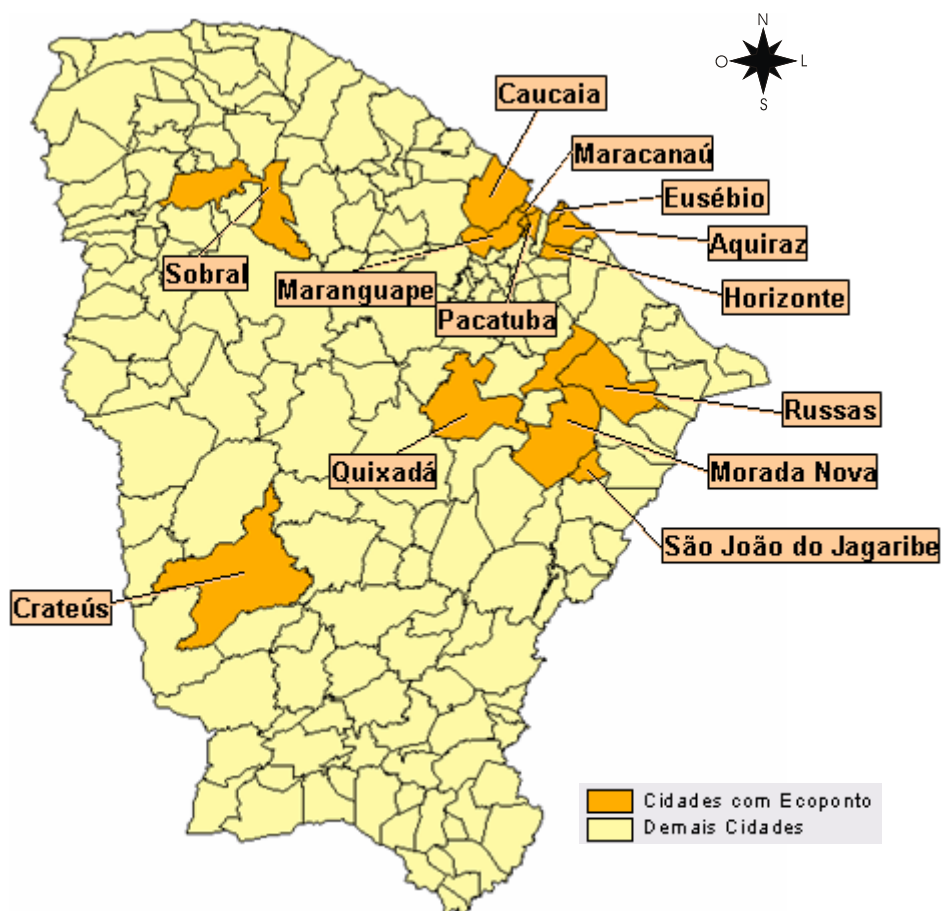 N
O
L
S
Caucaia
Maracanaú
Eusébio
Aquiraz
Sobral
Maranguape
Horizonte
Pacatuba
Russas
Quixadá
Morada Nova
São João do Jagaribe
Crateús
Cidades com Ecoponto
Demais Cidades